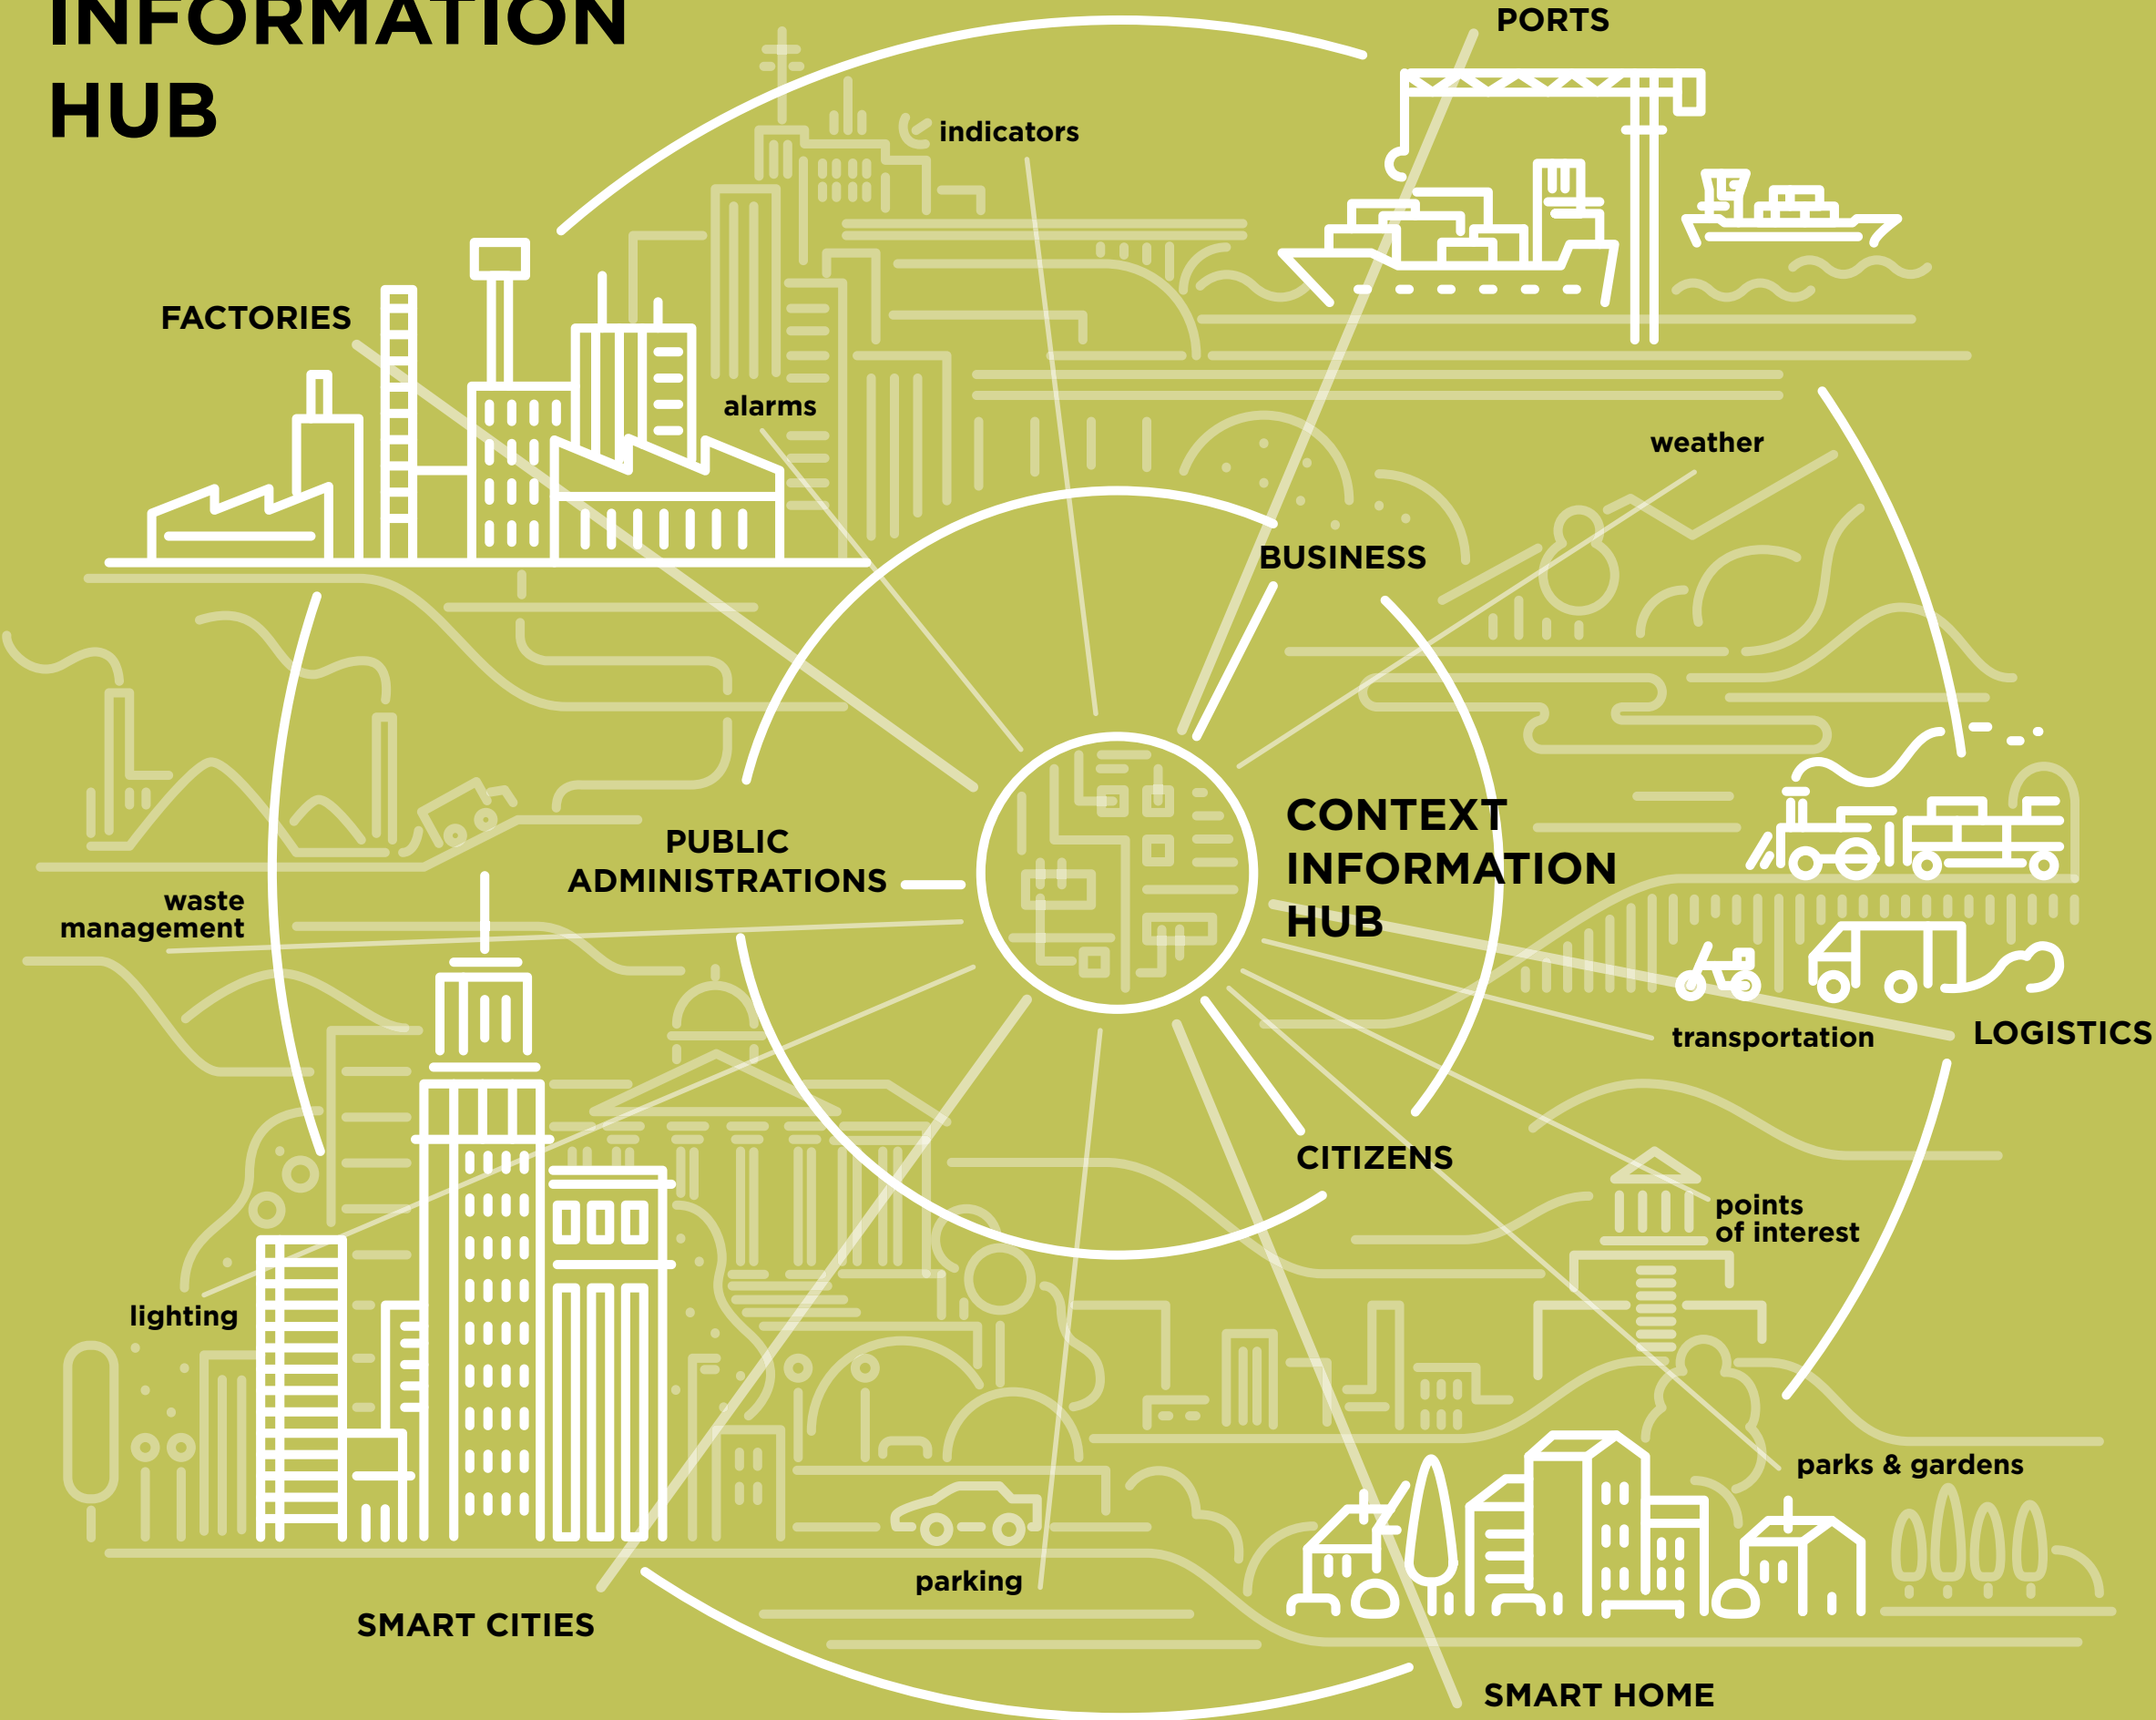 INFORMATION
HUB
PORTS
indicators
FACTORIES
alarms
weather
BUSINESS
CONTEXT
INFORMATION
HUB
PUBLIC
ADMINISTRATIONS
waste
management
transportation
LOGISTICS
CITIZENS
points
of interest
lighting
parks & gardens
parking
SMART CITIES
SMART HOME